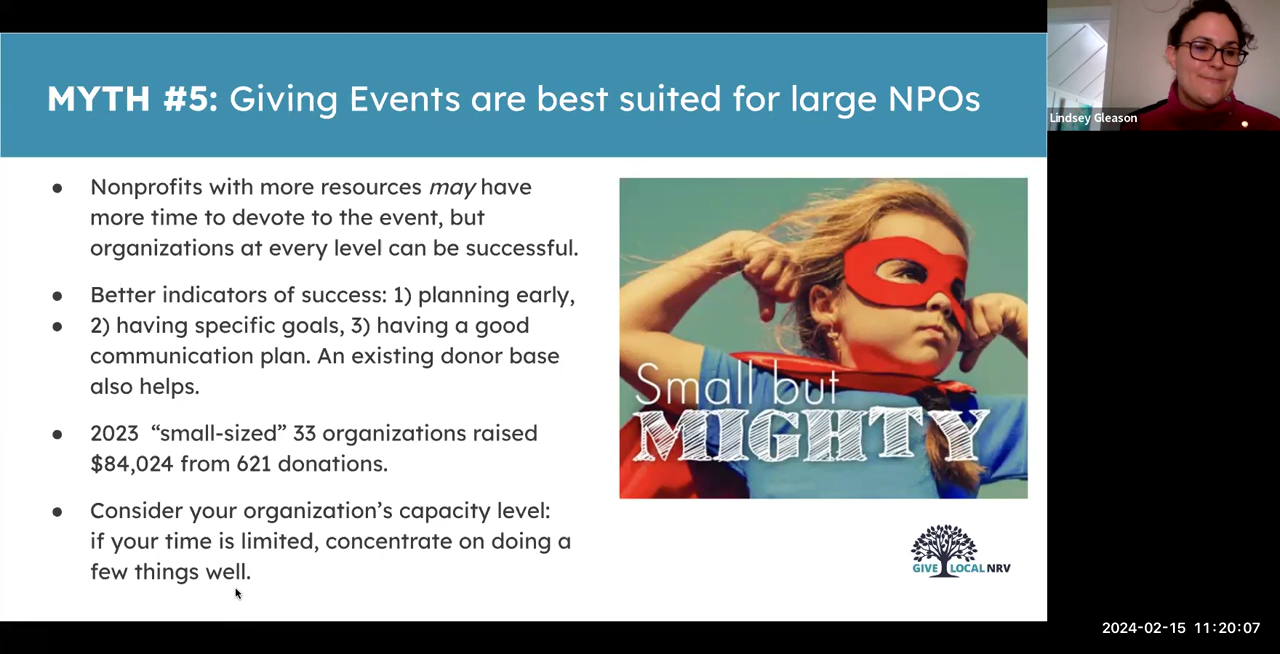 MYTH #5: Giving Events are best suited for large NPOs
Lindsey Gleason
● Nonprofits with more resources may have
more time to devote to the event, but
organizations at every level can be successful.
● Better indicators of success: 1) planning early,
● 2) having specific goals, 3) having a good
communication plan. An existing donor base
also helps.
● 2023  “small-sized” 33 organizations raised
$84,024 from 621 donations.
● Consider your organization’s capacity level:
if your time is limited, concentrate on doing a
few things well.
Small but
MIGHTY
GIVE LOCAL NRV
2024-02-15 11:20:07